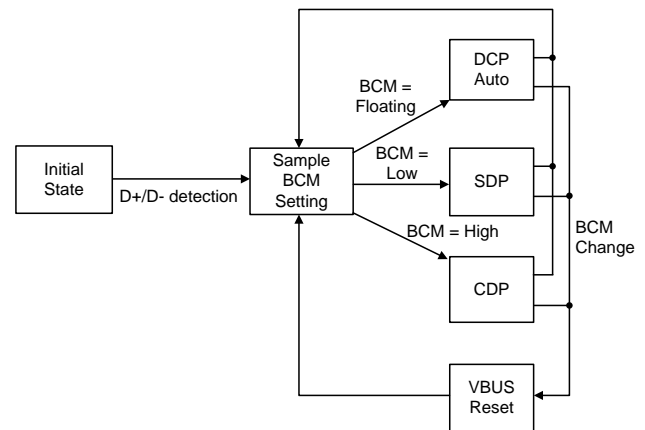 Initial
State
D+/D- detection
Sample
BCM
Setting
BCM =
Floating
BCM =
Low
BCM = High
DCP
Auto
SDP
CDP
BCM
Change
VBUS
Reset